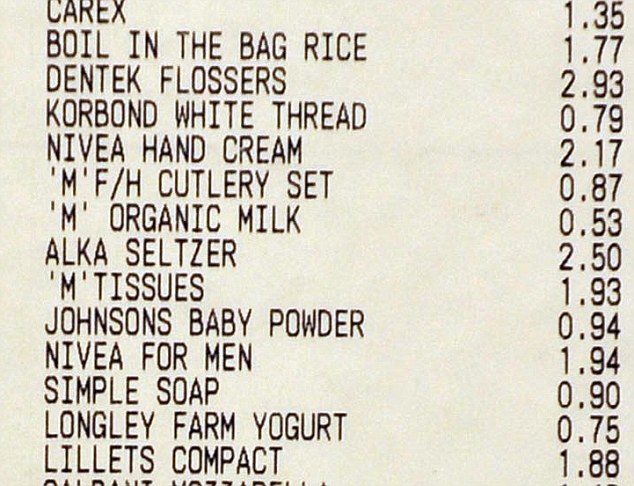 CAREX 1.35
BOIL IN THE BAG RICE 1.77
DENTEK FLOSSERS 2.93
KORBOND WHITE THREAD 0.79
NIVEA HAND CREAM 2.17
'M'F/H CUTLERY SET 0.87
'M' ORGANIC MILK 0.53
ALKA SELTZER 2.50
'M'TISSUES 1.93
JOHNSONS BABY POWDER 0.94
NIVEA FOR MEN 1.94
SIMPLE SOAP 0.90
LONGLEY FARM YOGURT 0.75
LILLETS COMPACT 1.88